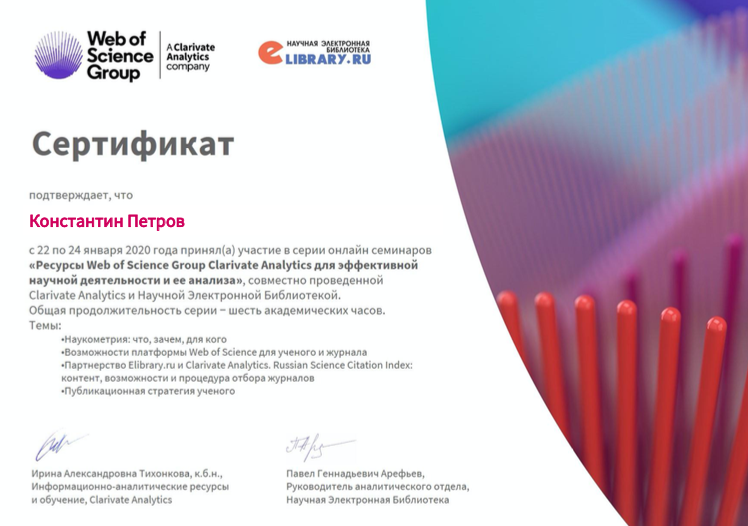 Web of
Science
Group
A Clarivate
Analytics
company
НАУЧНАЯ ЭЛЕКТРОННАЯ
БИБЛИОТЕКА
eLIBRARY.RU
Сертификат
подтверждает, что
Константин Петров
с 22 по 24 января 2020 года принял(а) участие в серии онлайн семинаров
«Ресурсы Web of Science Group Clarivate Analytics для эффективной
научной деятельности и ее анализа», совместно проведенной
Clarivate Analytics и Научной Электронной Библиотекой.
Общая продолжительность серии – шесть академических часов.
Темы:
•Наукометрия: что, зачем, для кого
•Возможности платформы Web of Science для ученого и журнала
•Партнерство Elibrary.ru и Clarivate Analytics. Russian Science Citation Index:
контент, возможности и процедура отбора журналов
•Публикационная стратегия ученого
Ирина Александровна Тихонкова, к.б.н.,
Информационно-аналитические ресурсы
и обучение, Clarivate Analytics
Павел Геннадьевич Арефьев,
Руководитель аналитического отдела,
Научная Электронная Библиотека